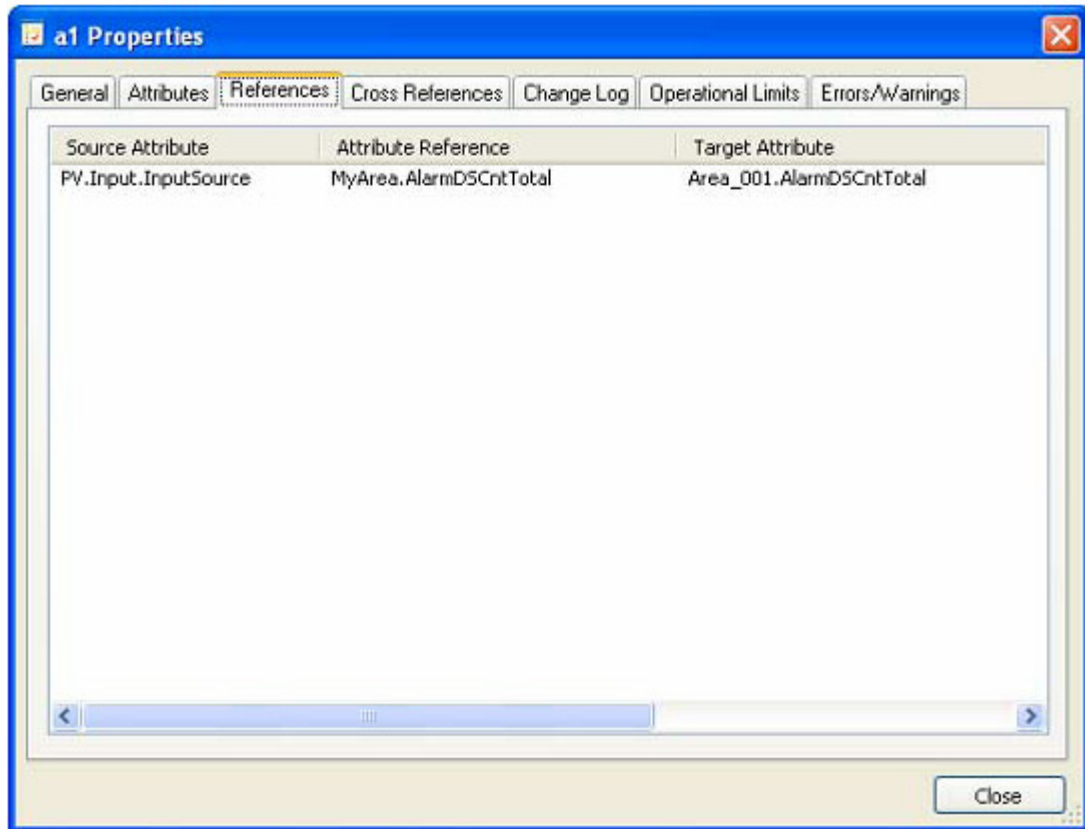 a1 Properties
General Attributes References Cross References Change Log Operational Limits Errors/Warnings
Source Attribute Attribute Reference Target Attribute
PV.Input.InputSource MyArea.AlarmDSCntTotal Area_001.AlarmDSCntTotal
Close